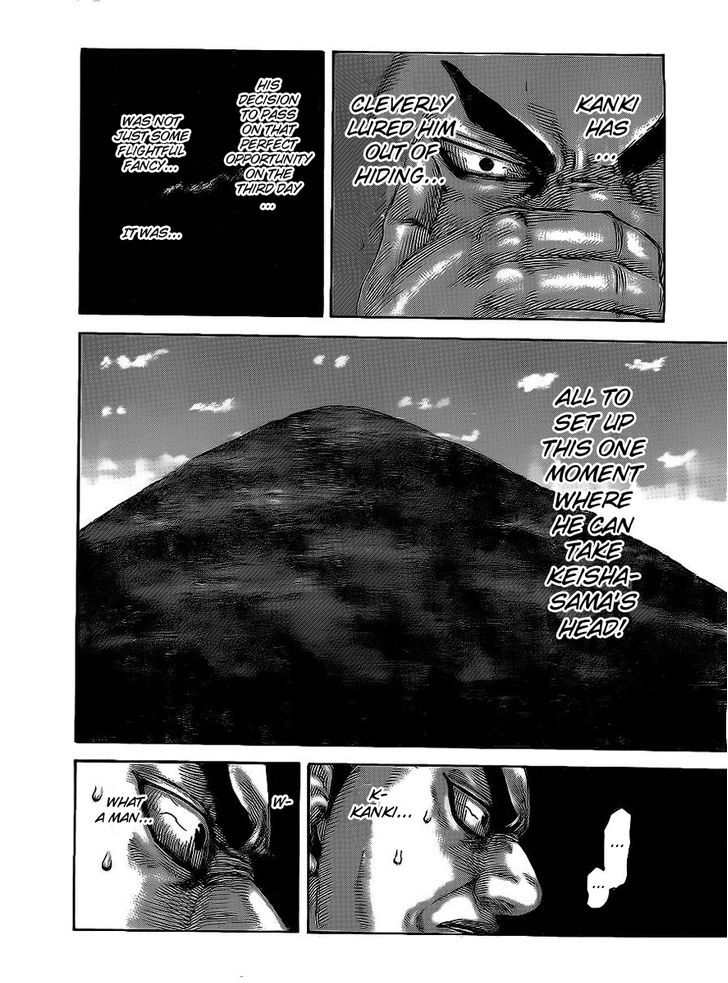 KANKI
HAS
...
CLEVERLY
LURED HIM
OUT OF
HIDING...
HIS
DECISION
TO PASS
ON THAT
PERFECT
OPPORTUNITY
ON THE
THIRD DAY
...
WAS NOT
JUST SOME
FLIGHTFUL
FANCY...
IT WAS...
ALL TO
SET UP
THIS ONE
MOMENT
WHERE
HE CAN
TAKE
KEISHA-
SAMA'S
HEAD!
...
...
K-
KANKI...
W-
WHAT
A MAN...